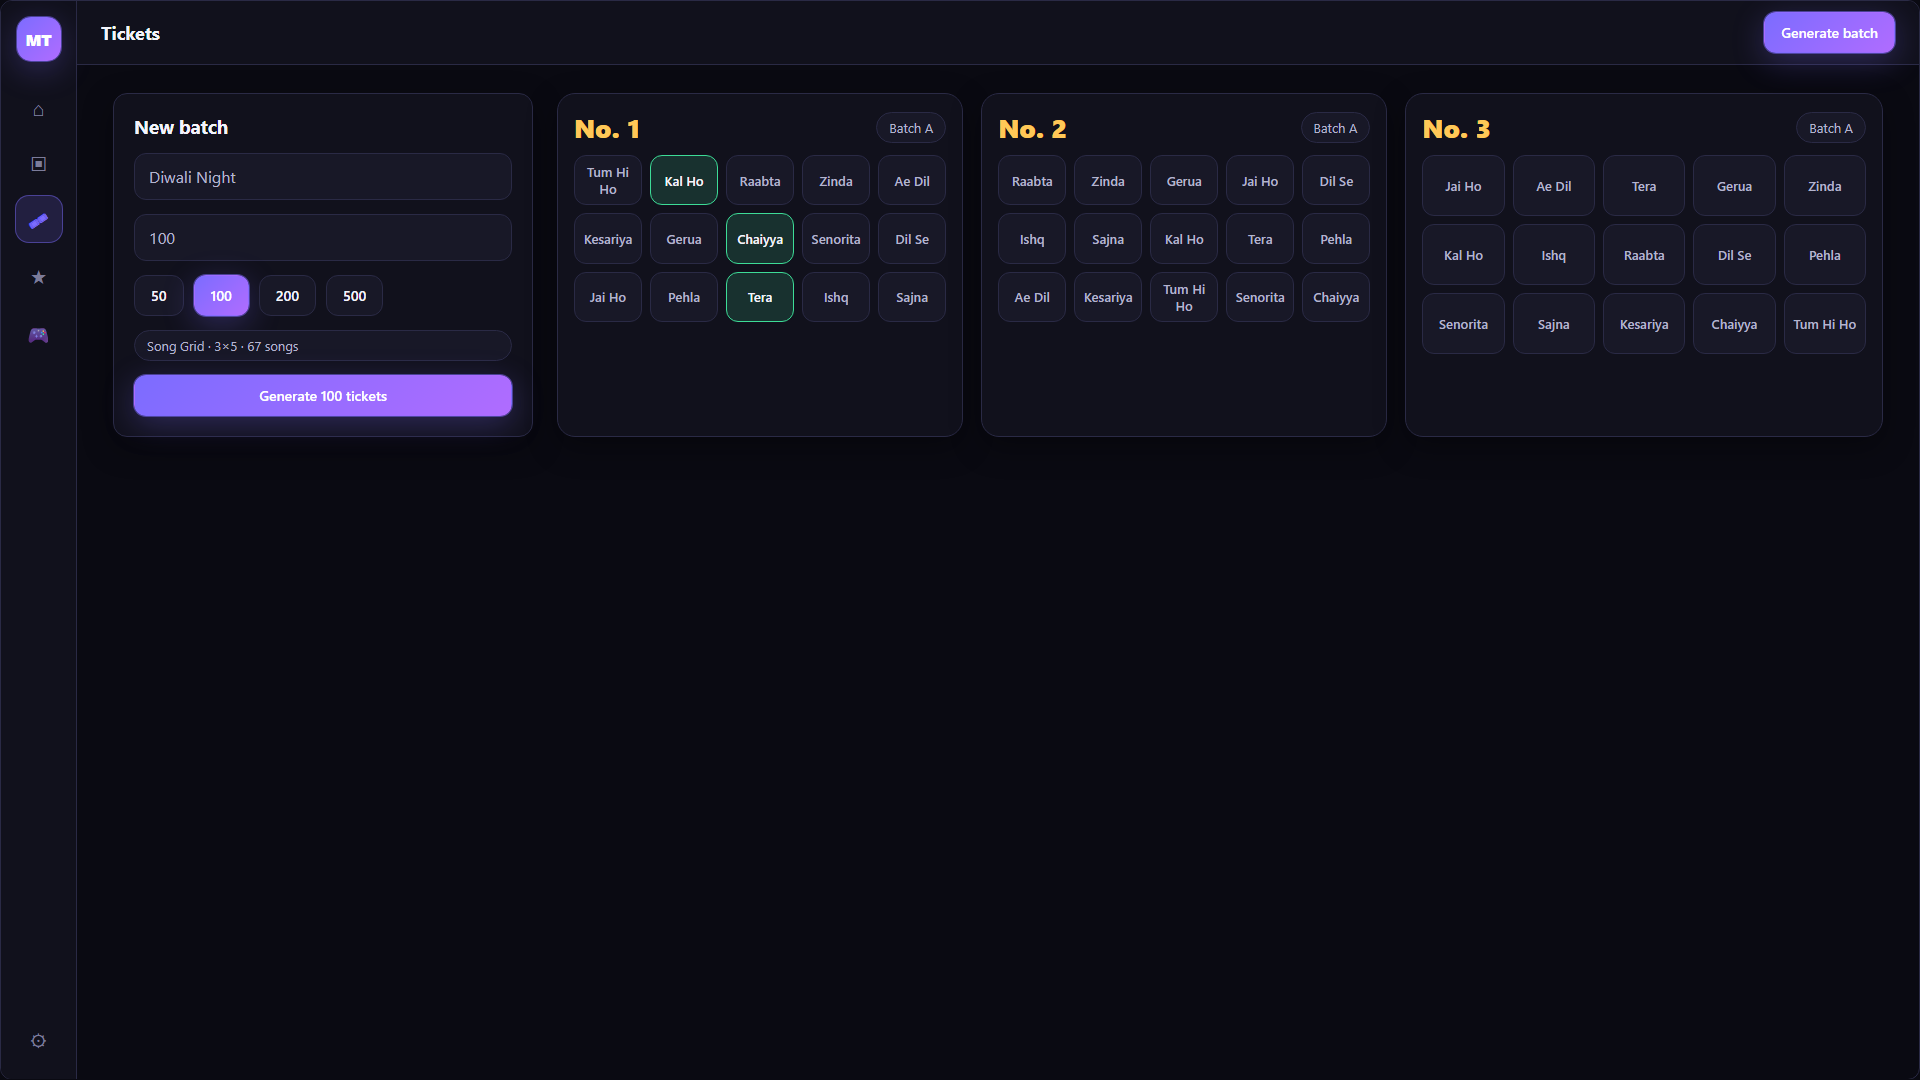 MT
Tickets
Generate batch
New batch
Diwali Night
100
50 100 200 500
Song Grid · 3×5 · 67 songs
Generate 100 tickets
No. 1
Batch A
Tum Hi Ho
Kal Ho
Raabta
Zinda
Ae Dil
Kesariya
Gerua
Chaiyya
Senorita
Dil Se
Jai Ho
Pehla
Tera
Ishq
Sajna
No. 2
Batch A
Raabta
Zinda
Gerua
Jai Ho
Dil Se
Ishq
Sajna
Kal Ho
Tera
Pehla
Ae Dil
Kesariya
Tum Hi Ho
Senorita
Chaiyya
No. 3
Batch A
Jai Ho
Ae Dil
Tera
Gerua
Zinda
Kal Ho
Ishq
Raabta
Dil Se
Pehla
Senorita
Sajna
Kesariya
Chaiyya
Tum Hi Ho